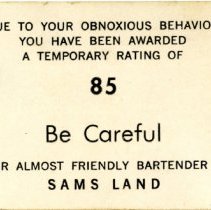 UE TO YOUR OBNOXIOUS BEHAVIO
YOU HAVE BEEN AWARDED
A TEMPORARY RATING OF
85
Be Careful
R ALMOST FRIENDLY BARTENDER
SAMS LAND